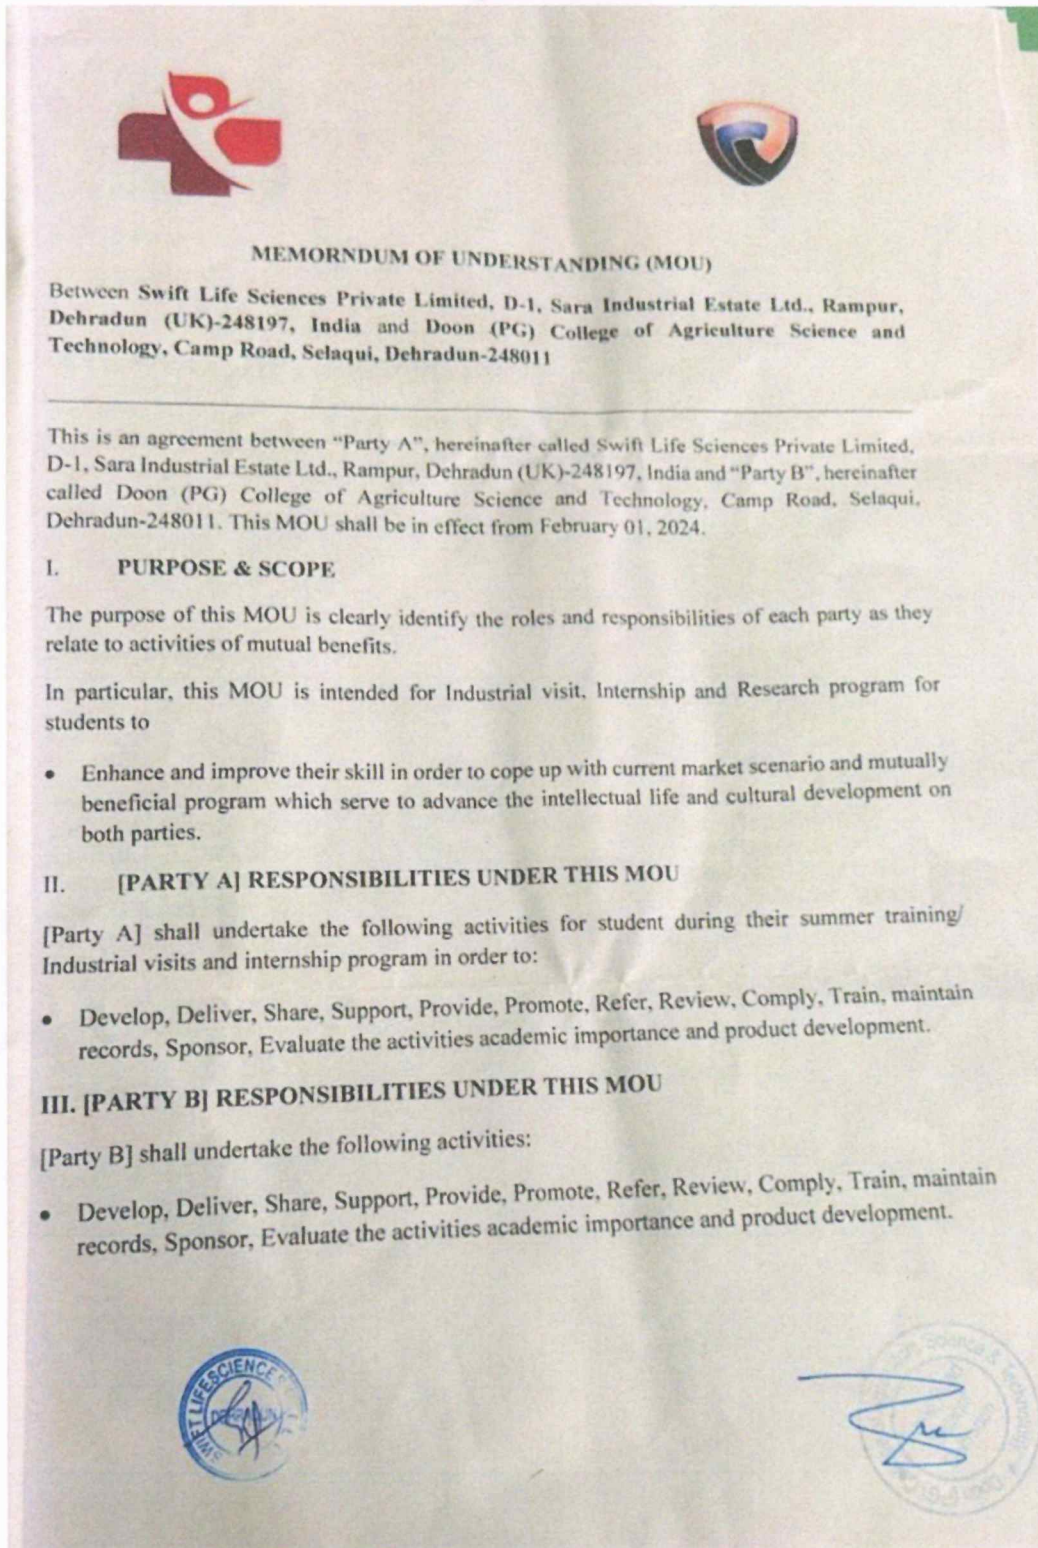 MEMORNDUM OF UNDERSTANDING (MOU)
Between Swift Life Sciences Private Limited, D-1, Sara Industrial Estate Ltd., Rampur,
Dehradun (UK)-248197, India and Doon (PG) College of Agriculture Science and
Technology, Camp Road, Selaqui, Dehradun-248011
This is an agreement between “Party A”, hereinafter called Swift Life Sciences Private Limited,
D-1, Sara Industrial Estate Ltd., Rampur, Dehradun (UK)-248197, India and “Party B”, hereinafter
called Doon (PG) College of Agriculture Science and Technology, Camp Road, Selaqui,
Dehradun-248011. This MOU shall be in effect from February 01, 2024.
I. PURPOSE & SCOPE
The purpose of this MOU is clearly identify the roles and responsibilities of each party as they
relate to activities of mutual benefits.
In particular, this MOU is intended for Industrial visit, Internship and Research program for
students to
• Enhance and improve their skill in order to cope up with current market scenario and mutually
beneficial program which serve to advance the intellectual life and cultural development on
both parties.
II. [PARTY A] RESPONSIBILITIES UNDER THIS MOU
[Party A] shall undertake the following activities for student during their summer training/
Industrial visits and internship program in order to:
• Develop, Deliver, Share, Support, Provide, Promote, Refer, Review, Comply, Train, maintain
records, Sponsor, Evaluate the activities academic importance and product development.
III. [PARTY B] RESPONSIBILITIES UNDER THIS MOU
[Party B] shall undertake the following activities:
• Develop, Deliver, Share, Support, Provide, Promote, Refer, Review, Comply, Train, maintain
records, Sponsor, Evaluate the activities academic importance and product development.
SWIFT LIFESCIENCE
Science & Technology